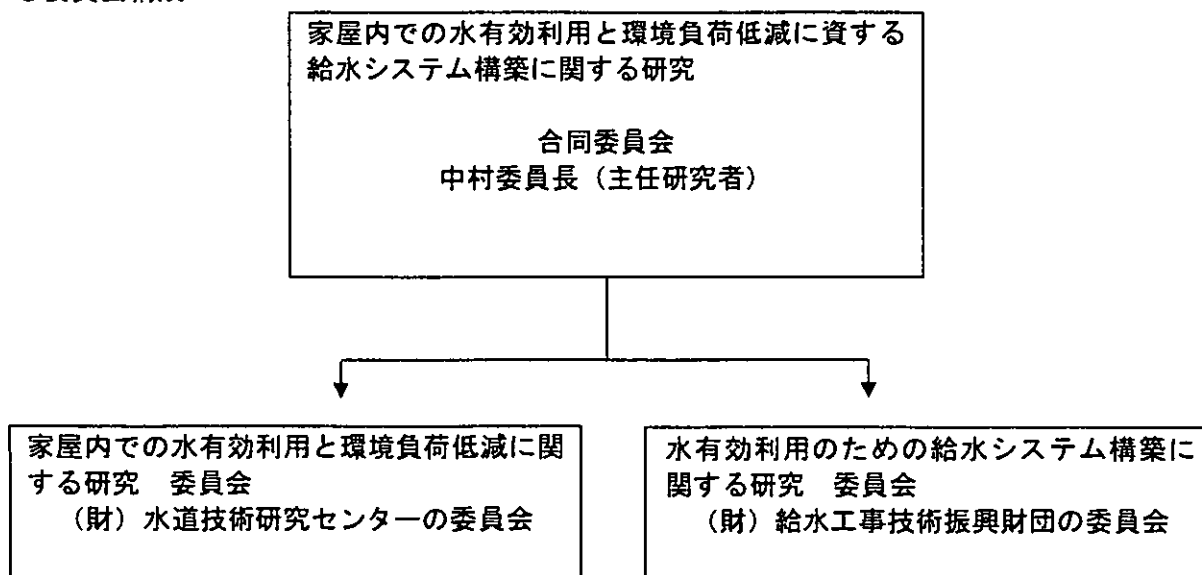 家屋内での水有効利用と環境負荷低減に資する
給水システム構築に関する研究
合同委員会
中村委員長（主任研究者）
家屋内での水有効利用と環境負荷低減に関
する研究　委員会
（財）水道技術研究センターの委員会
水有効利用のための給水システム構築に
関する研究　委員会
（財）給水工事技術振興財団の委員会